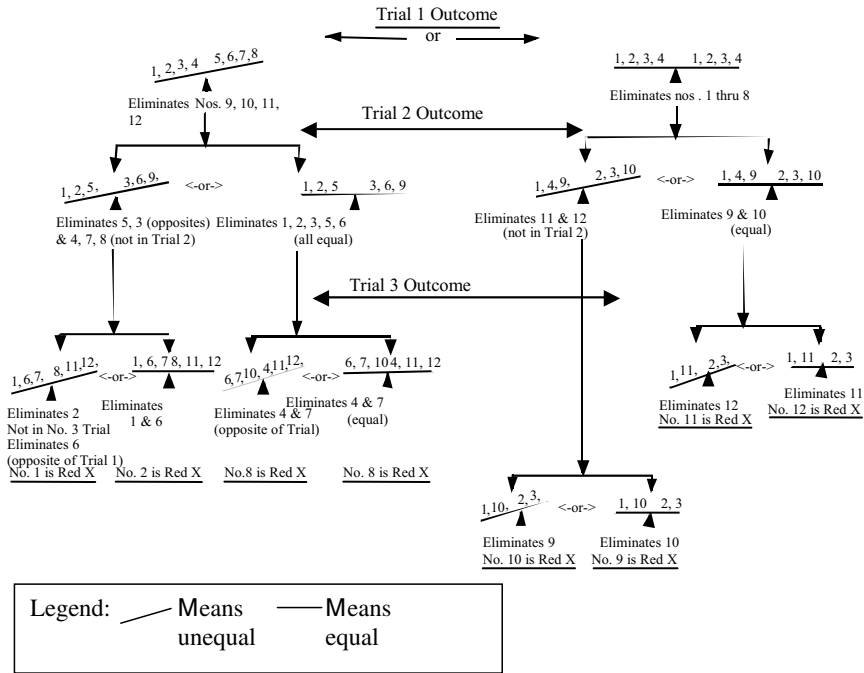 Trial 1 Outcome
or
1, 2, 3, 4 5, 6,7,8
1, 2, 3, 4 1, 2, 3, 4
Eliminates Nos. 9, 10, 11,
12
Eliminates nos . 1 thru 8
Trial 2 Outcome
1, 2, 5, 3, 6, 9,
<-or->
1, 2, 5 3, 6, 9
1, 4, 9, 2, 3, 10
<-or->
1, 4, 9 2, 3, 10
Eliminates 5, 3 (opposites)
& 4, 7, 8 (not in Trial 2)
Eliminates 1, 2, 3, 5, 6
(all equal)
Eliminates 11 & 12
(not in Trial 2)
Eliminates 9 & 10
(equal)
Trial 3 Outcome
1, 6, 7, 8, 11, 12,
<-or->
1, 6, 7 8, 11, 12
6, 7, 10, 4, 11, 12,
<-or->
6, 7, 10 4, 11, 12
1, 11, 2, 3,
<-or->
1, 11 2, 3
Eliminates 2
Not in No. 3 Trial
Eliminates 6
(opposite of Trial 1)
No. 1 is Red X
Eliminates
1 & 6
No. 2 is Red X
Eliminates 4 & 7
(opposite of Trial)
No.8 is Red X
Eliminates 4 & 7
(equal)
No. 8 is Red X
Eliminates 12
No. 11 is Red X
Eliminates 11
No. 12 is Red X
1, 10, 2, 3,
<-or->
1, 10 2, 3
Eliminates 9
No. 10 is Red X
Eliminates 10
No. 9 is Red X
Legend: Means Means
unequal equal